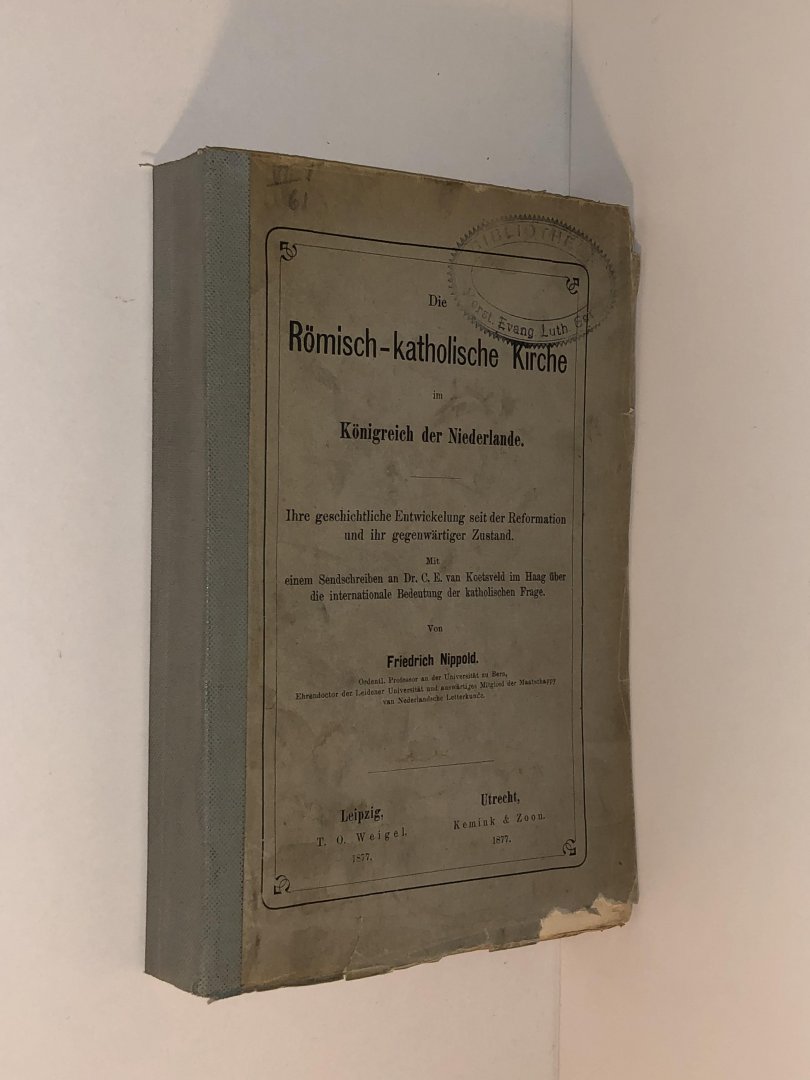 61
BIBLIOTHE
Evang Luth
Die
Römisch-katholische Kirche
im
Königreich der Niederlande.
Ihre geschichtliche Entwickelung seit der Reformation
und ihr gegenwärtiger Zustand.
Mit
einem Sendschreiben an Dr. C. E. van Koetsveld im Haag über
die internationale Bedeutung der katholischen Frage.
Von
Friedrich Nippold.
Ordentl. Professor an der Universität zu Bern,
Ehrendoctor der Leidener Universität und auswärtiges Mitglied der Maatschappy
van Nederlandsche Letterkunde.
Leipzig,
T. O. Weigel.
1877.
Utrecht,
Kemink & Zoon.
1877.